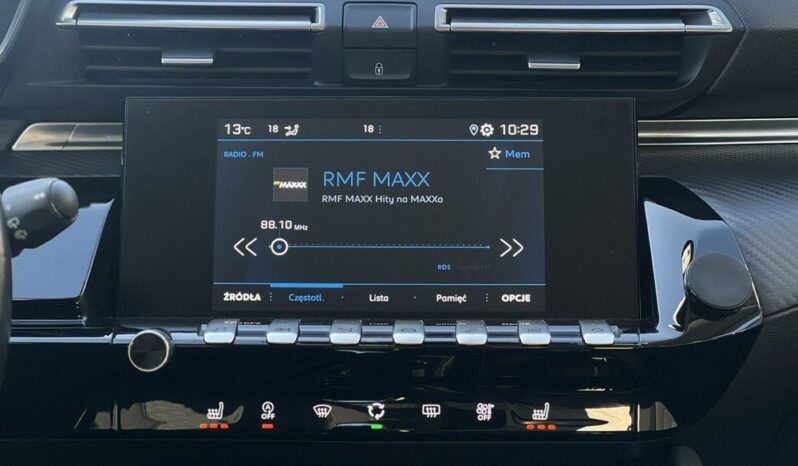 13°C 18 18 10:29
RADIO . FM
Mem
MAXXX
RMF MAXX
RMF MAXX Hity na MAXXa
88.10 MHz
RDS
ŹRÓDŁA Częstotl. Lista Pamięć OPCJE
A OFF OFF